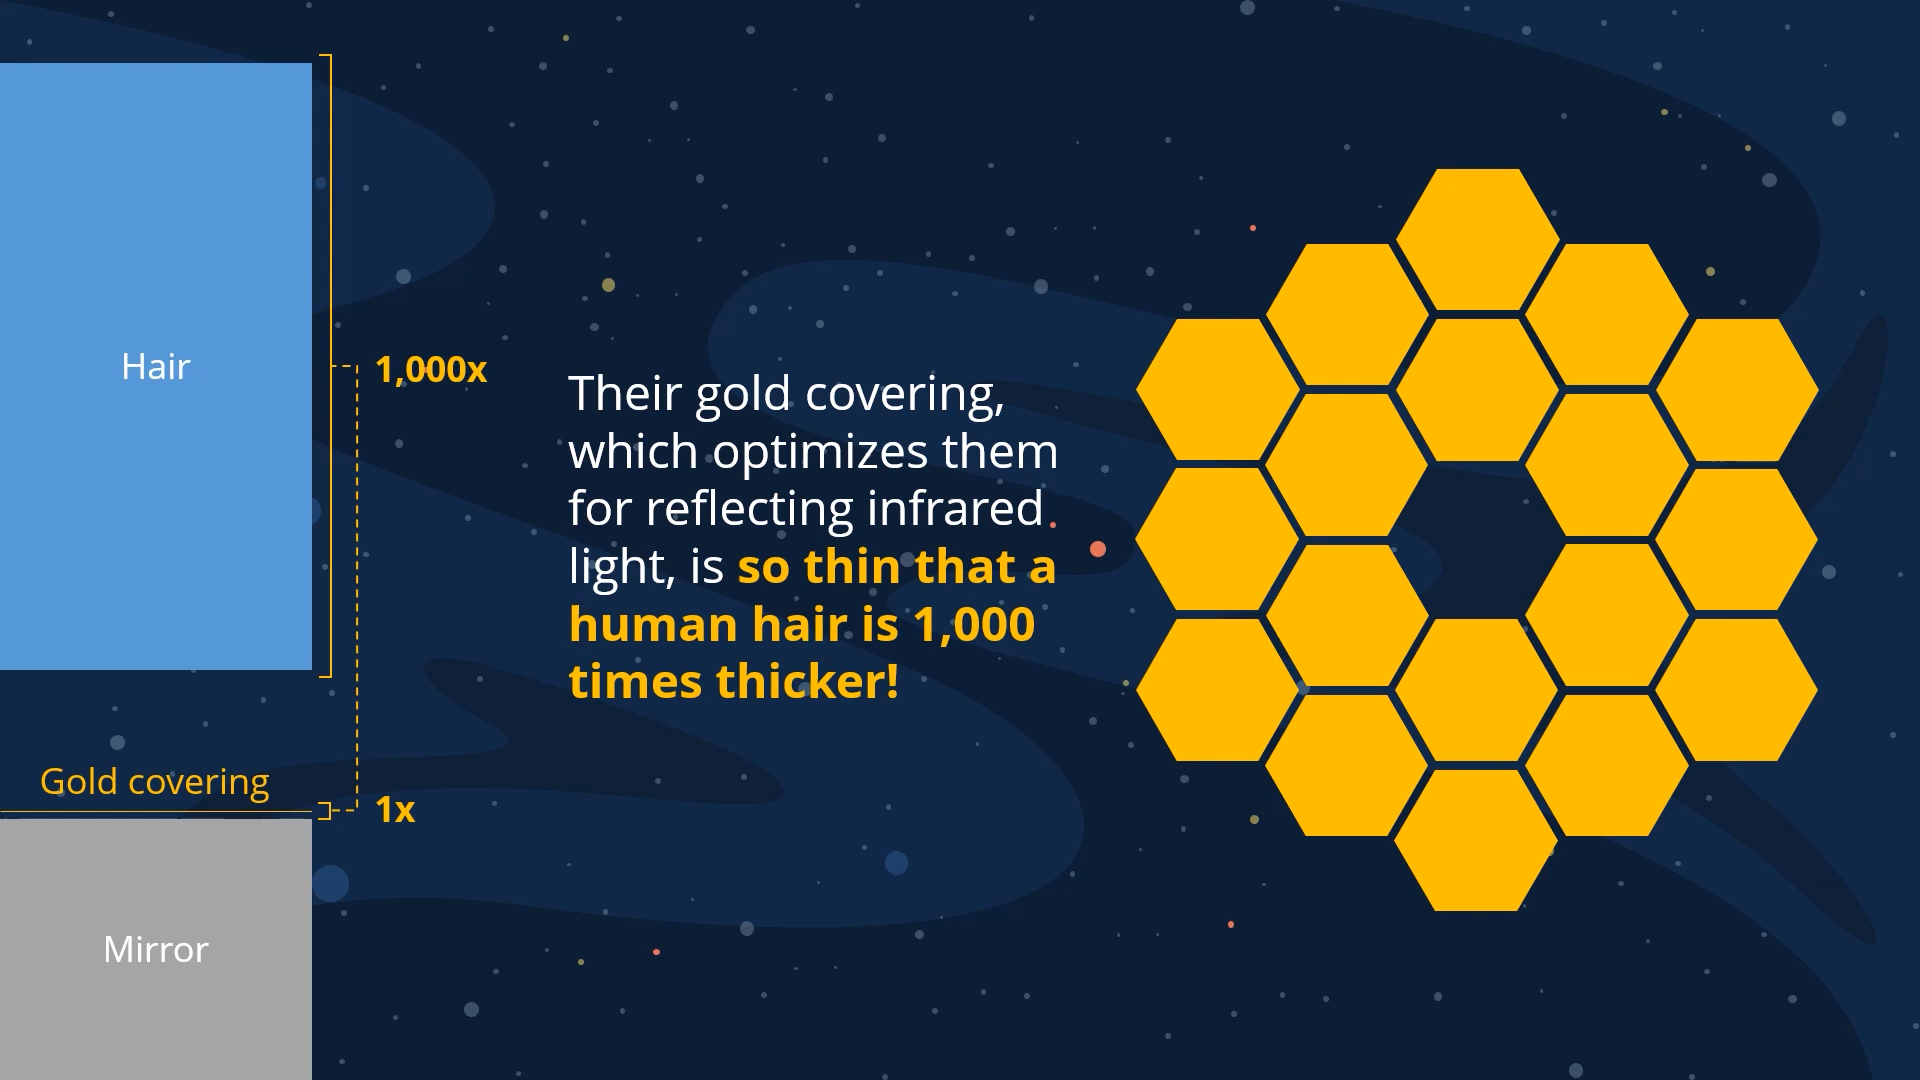 Hair
1,000x
Their gold covering,
which optimizes them
for reflecting infrared
light, is so thin that a
human hair is 1,000
times thicker!
Gold covering
1x
Mirror